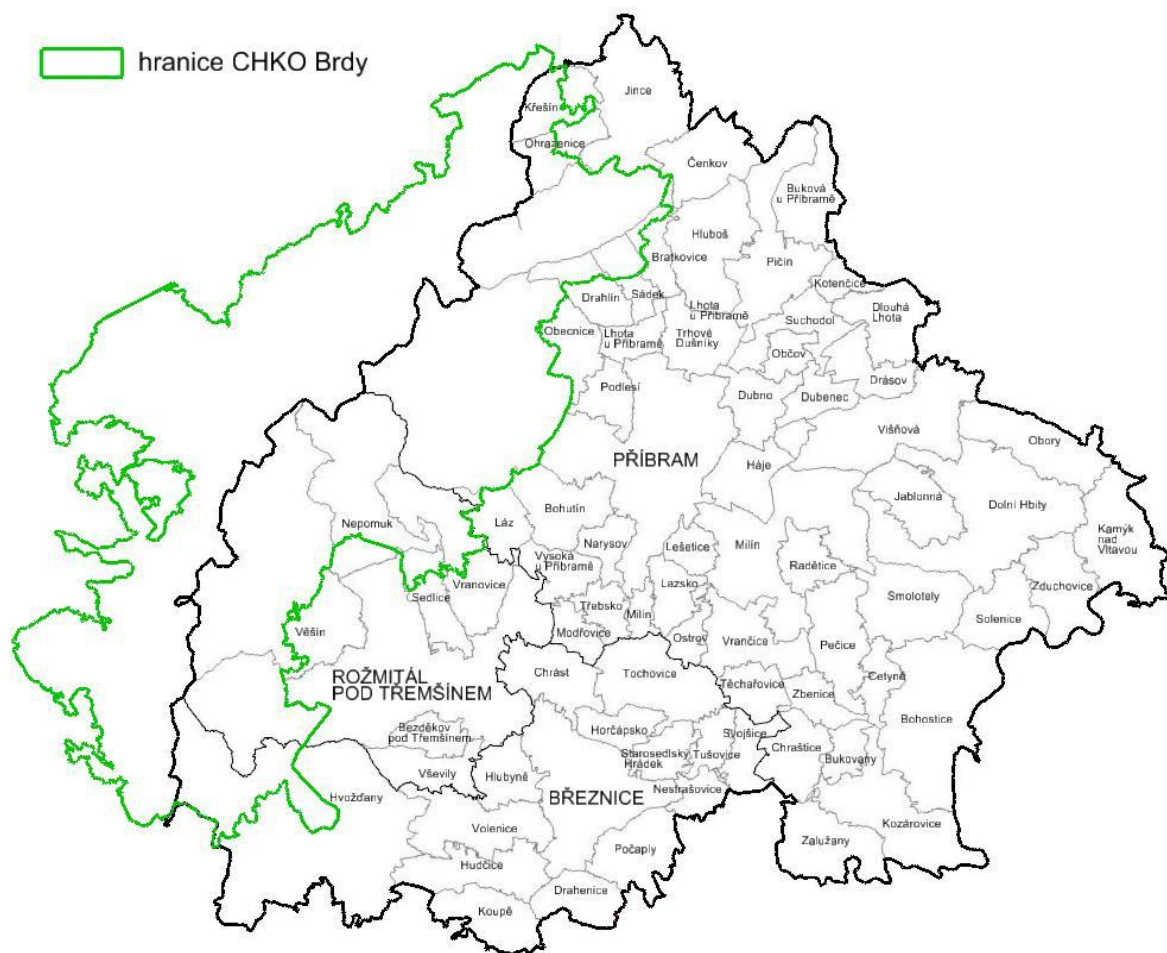 hranice CHKO Brdy
Jince
Křešín
Ohrazenice
Čenkov
Buková
u Příbramě
Hluboš
Bratkovice
Pičín
Kotenčice
Drahlín
Sádek
Lhota
u Příbramě
Suchodol
Dlouhá
Lhota
Obecnice
Lhota
u Příbramě
Trhové
Dušníky
Občov
Podlesí
Dubno
Dubenec
Drásov
Višňová
Obory
PŘÍBRAM
Háje
Jablonná
Dolní Hbity
Nepomuk
Láz
Bohutín
Narysov
Lešetice
Milín
Kamýk
nad
Vltavou
Vysoká
u Příbramě
Radětice
Sedlice
Vranovice
Lazsko
Smolotely
Zduchovice
Třebsko
Milín
Solenice
Věšín
Modřovice
Ostrov
Vrančice
Pečice
ROŽMITÁL
POD TŘEMŠÍNEM
Chrást
Tochovice
Těchařovice
Zbenice
Cetyně
Bohostice
Bezděkov
pod Třemšínem
Horčápsko
Svojšice
Chraštice
Bukovany
Starosedlský
Hrádek
Tušovice
Vševily
Hlubyně
Nestrašovice
Hvožďany
BŘEZNICE
Kozárovice
Volenice
Zalužany
Počaply
Hudčice
Drahenice
Koupě